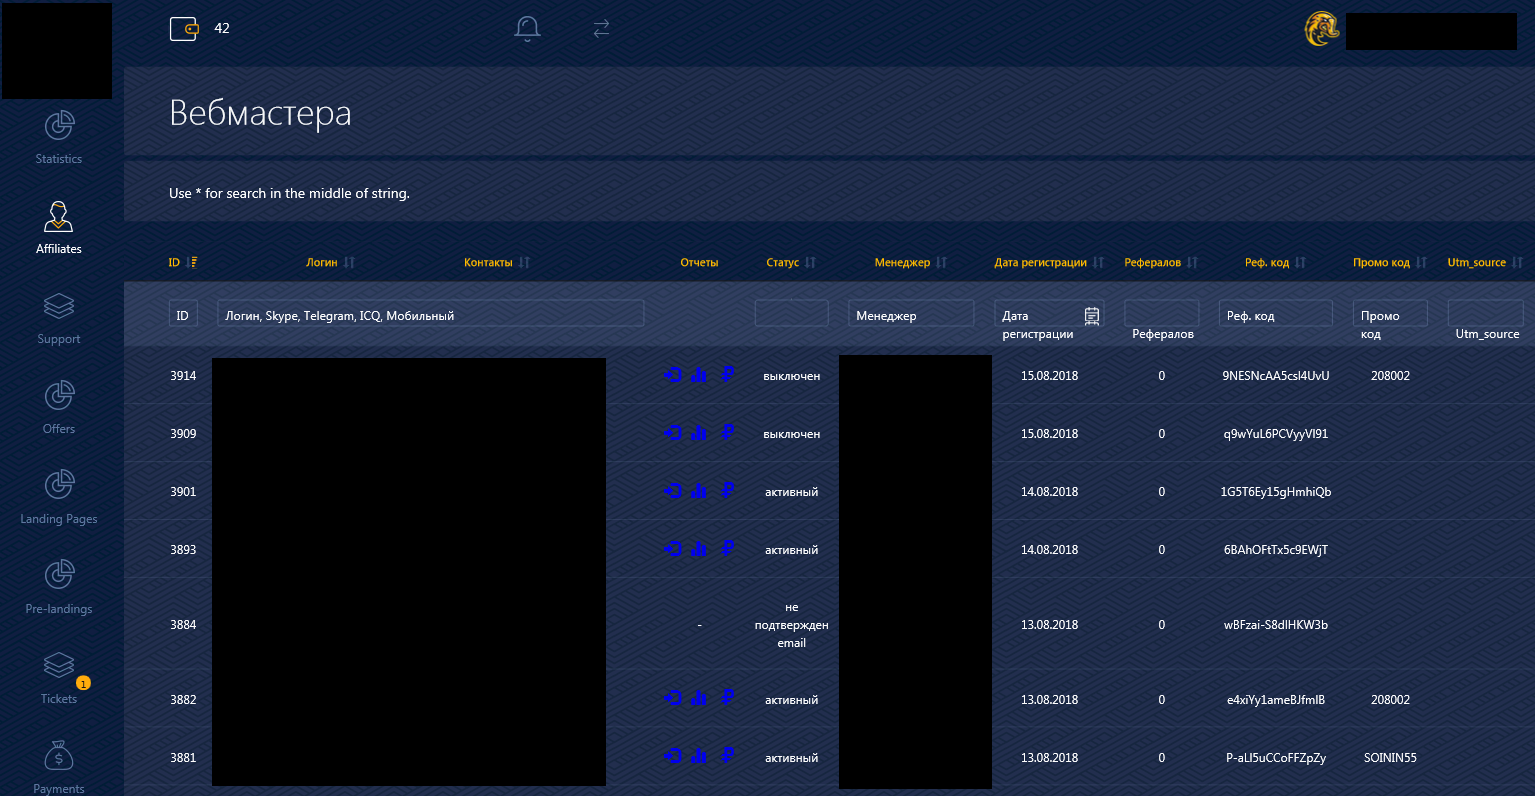 42
Statistics
Affiliates
Support
Offers
Landing Pages
Pre-landings
Tickets
1
Payments
Вебмастера
Use * for search in the middle of string.
ID Логин Контакты Отчеты Статус Менеджер Дата регистрации Рефералов Реф. код Промо код Utm_source
ID Логин, Skype, Telegram, ICQ, Мобильный Менеджер Дата Реф. код Промо
регистрации Рефералов код Utm_source
3914 выключен 15.08.2018 0 9NESNcAA5csl4UvU 208002
3909 выключен 15.08.2018 0 q9wYuL6PCVyyVl91
3901 активный 14.08.2018 0 1G5T6Ey15gHmhiQb
3893 активный 14.08.2018 0 6BAhOFtTx5c9EWjT
не
3884 - подтвержден 13.08.2018 0 wBFzai-S8dlHKW3b
email
3882 активный 13.08.2018 0 e4xiYy1ameBJfmlB 208002
3881 активный 13.08.2018 0 P-aLl5uCCoFFZpZy SOININ55